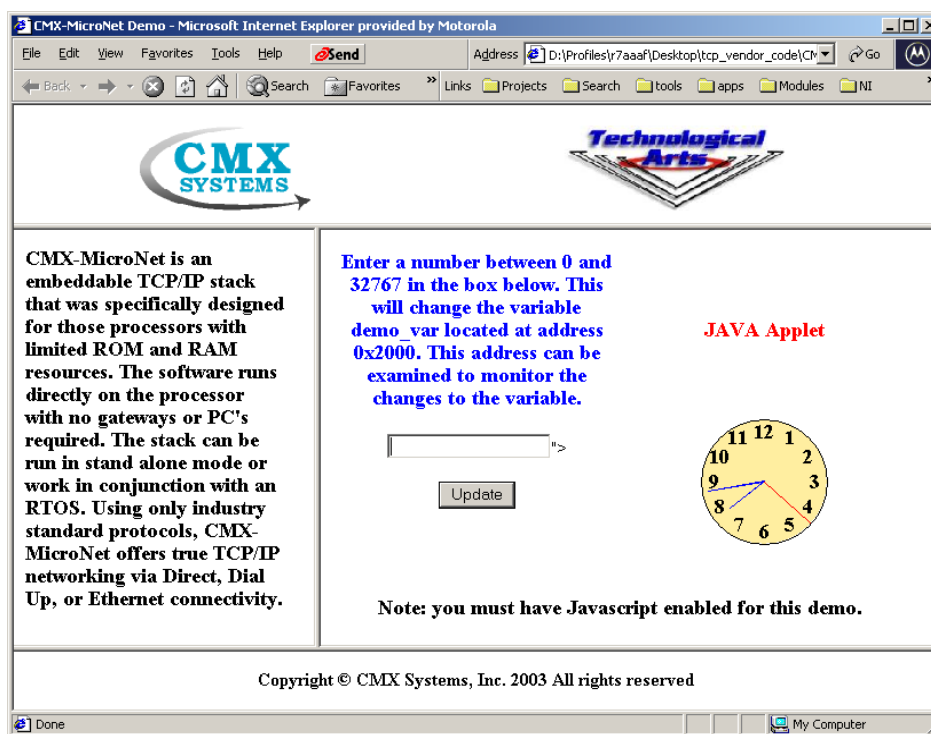 CMX-MicroNet Demo - Microsoft Internet Explorer provided by Motorola
File Edit View Favorites Tools Help Send Address D:\Profiles\r7aaaf\Desktop\tcp_vendor_code\CM Go
Back Search Favorites » Links Projects Search tools apps Modules NI »
CMX
SYSTEMS
Technological
Arts
CMX-MicroNet is an
embeddable TCP/IP stack
that was specifically designed
for those processors with
limited ROM and RAM
resources. The software runs
directly on the processor
with no gateways or PC's
required. The stack can be
run in stand alone mode or
work in conjunction with an
RTOS. Using only industry
standard protocols, CMX-
MicroNet offers true TCP/IP
networking via Direct, Dial
Up, or Ethernet connectivity.
Enter a number between 0 and
32767 in the box below. This
will change the variable
demo_var located at address
0x2000. This address can be
examined to monitor the
changes to the variable.
">
Update
JAVA Applet
12
1
2
3
4
5
6
7
8
9
10
11
Note: you must have Javascript enabled for this demo.
Copyright © CMX Systems, Inc. 2003 All rights reserved
Done My Computer